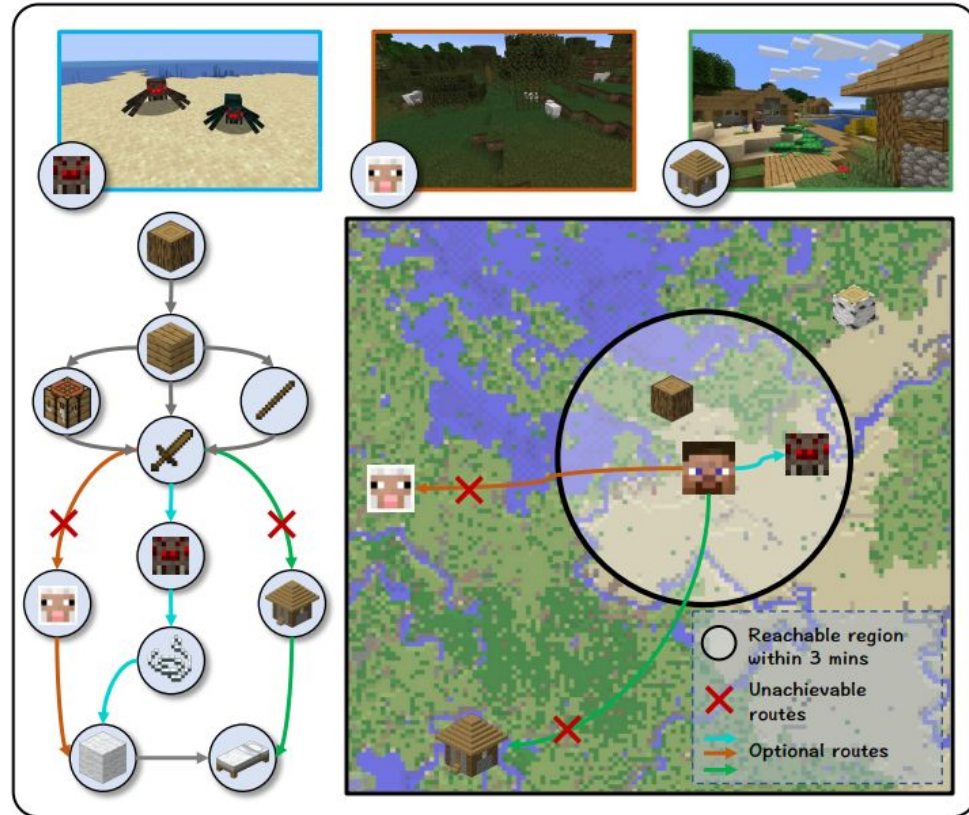 Reachable region
within 3 mins
Unachievable
routes
Optional routes